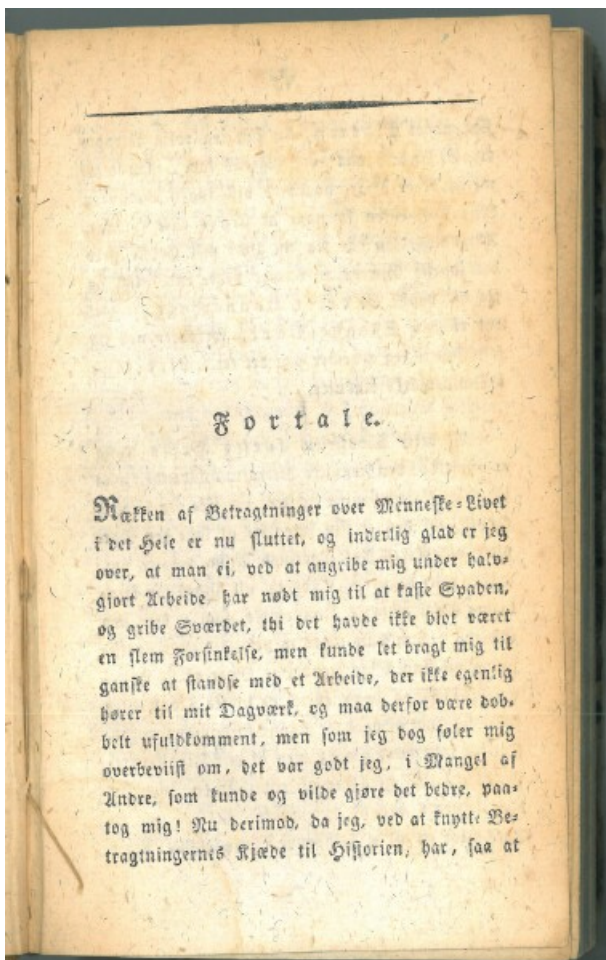 Fortale.
Rækken af Betragtninger over Menneske-Livet
i det Hele er nu sluttet, og inderlig glad er jeg
over, at man ei, ved at angribe mig under halv-
gjort Arbeide har nødt mig til at kaste Spaden,
og gribe Sværdet, thi det havde ikke blot været
en slem Forsinkelse, men kunde let bragt mig til
ganske at standse med et Arbeide, der ikke egenlig
hører til mit Dagværk, og maa derfor være dob-
belt ufuldkomment, men som jeg dog føler mig
overbeviist om, det var godt jeg, i Mangel af
Andre, som kunde og vilde gjøre det bedre, paa-
tog mig! Nu derimod, da jeg, ved at knytte Be-
tragtningernes Kjæde til Historien, har, saa at